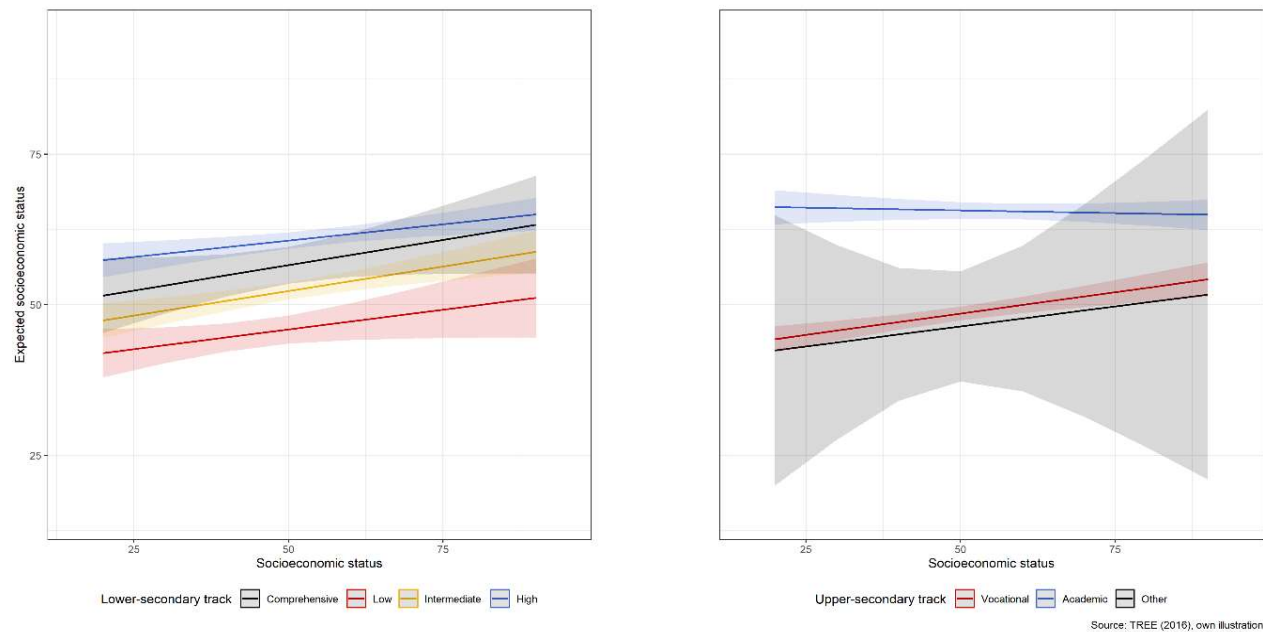 Expected socioeconomic status
75
50
25
25 50 75
Socioeconomic status
Lower-secondary track Comprehensive Low Intermediate High
25 50 75
Socioeconomic status
Upper-secondary track Vocational Academic Other
Source: TREE (2016), own illustration